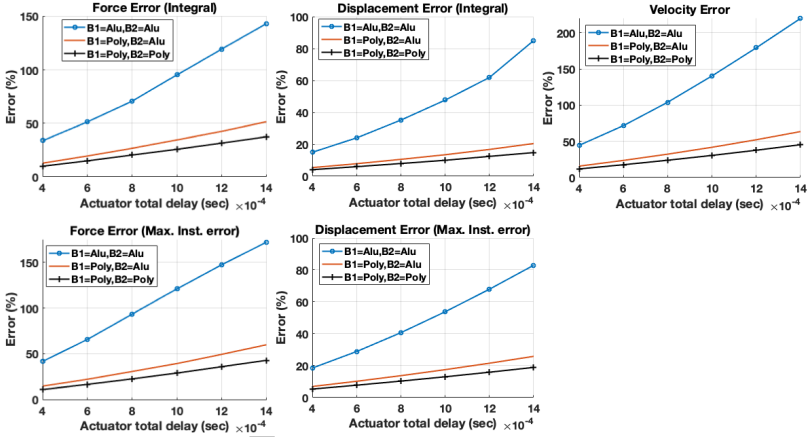 Force Error (Integral)
150
100
50
0
Error (%)
B1=Alu,B2=Alu
B1=Poly,B2=Alu
B1=Poly,B2=Poly
4 6 8 10 12 14
Actuator total delay (sec) ×10-4
Displacement Error (Integral)
100
80
60
40
20
0
Error (%)
B1=Alu,B2=Alu
B1=Poly,B2=Alu
B1=Poly,B2=Poly
4 6 8 10 12 14
Actuator total delay (sec) ×10-4
Velocity Error
200
150
100
50
0
Error (%)
B1=Alu,B2=Alu
B1=Poly,B2=Alu
B1=Poly,B2=Poly
4 6 8 10 12 14
Actuator total delay (sec) ×10-4
Force Error (Max. Inst. error)
150
100
50
0
Error (%)
B1=Alu,B2=Alu
B1=Poly,B2=Alu
B1=Poly,B2=Poly
4 6 8 10 12 14
Actuator total delay (sec) ×10-4
Displacement Error (Max. Inst. error)
100
80
60
40
20
0
Error (%)
B1=Alu,B2=Alu
B1=Poly,B2=Alu
B1=Poly,B2=Poly
4 6 8 10 12 14
Actuator total delay (sec) ×10-4